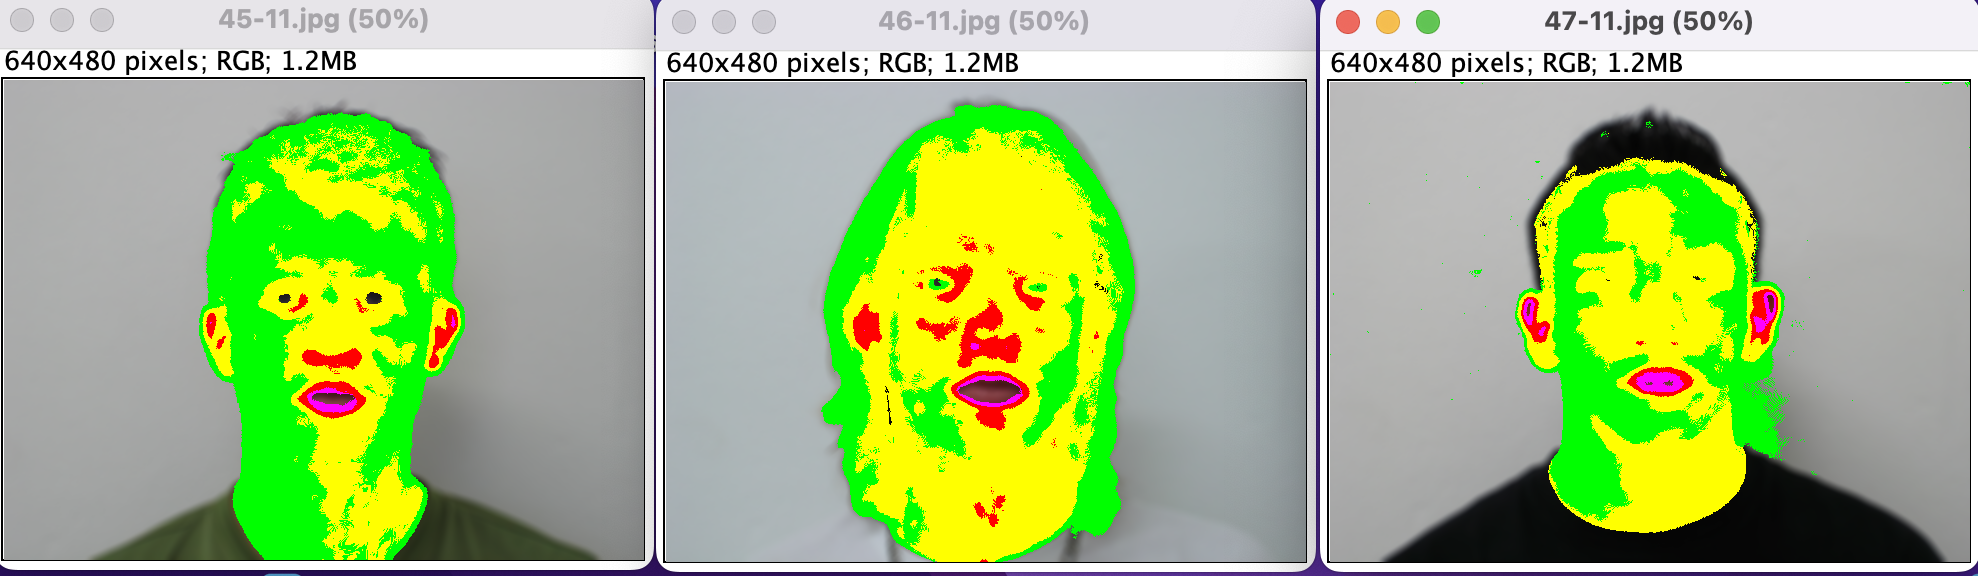 45-11.jpg (50%)
640x480 pixels; RGB; 1.2MB
46-11.jpg (50%)
640x480 pixels; RGB; 1.2MB
47-11.jpg (50%)
640x480 pixels; RGB; 1.2MB